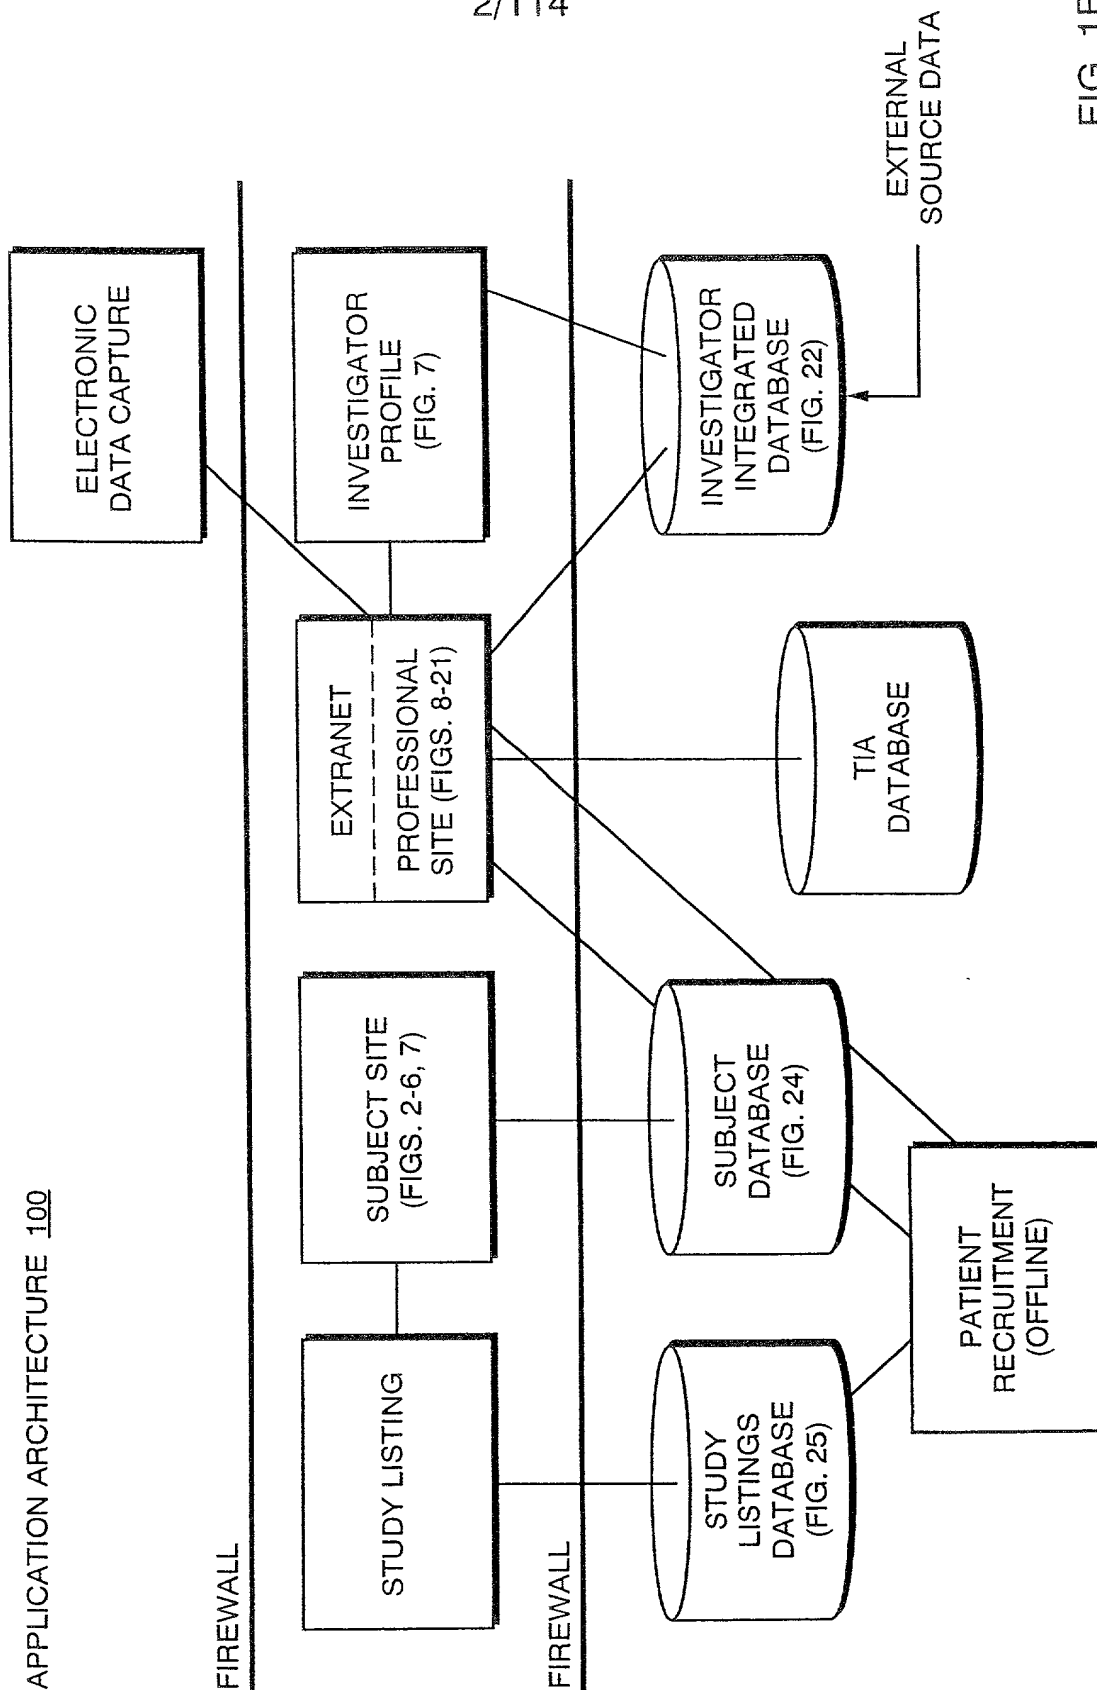 2/114
APPLICATION ARCHITECTURE 100
ELECTRONIC
DATA CAPTURE
FIREWALL
STUDY LISTING
SUBJECT SITE
(FIGS. 2-6, 7)
EXTRANET
PROFESSIONAL
SITE (FIGS. 8-21)
INVESTIGATOR
PROFILE
(FIG. 7)
FIREWALL
STUDY
LISTINGS
DATABASE
(FIG. 25)
SUBJECT
DATABASE
(FIG. 24)
TIA
DATABASE
INVESTIGATOR
INTEGRATED
DATABASE
(FIG. 22)
EXTERNAL
SOURCE DATA
PATIENT
RECRUITMENT
(OFFLINE)
FIG.